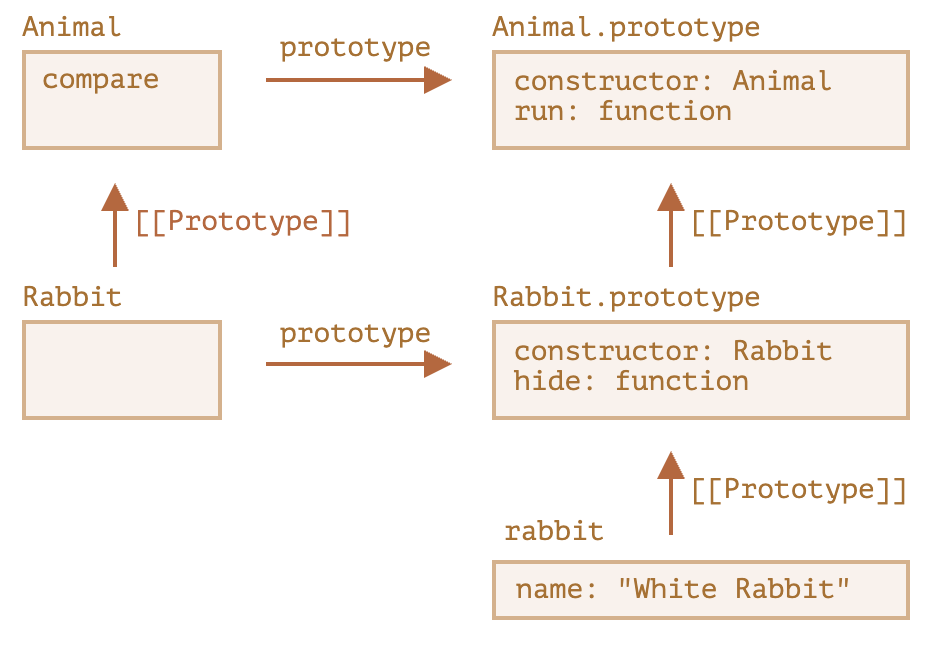 Animal
prototype
Animal.prototype
compare
constructor: Animal
run: function
[[Prototype]]
[[Prototype]]
Rabbit
prototype
Rabbit.prototype
constructor: Rabbit
hide: function
[[Prototype]]
rabbit
name: "White Rabbit"